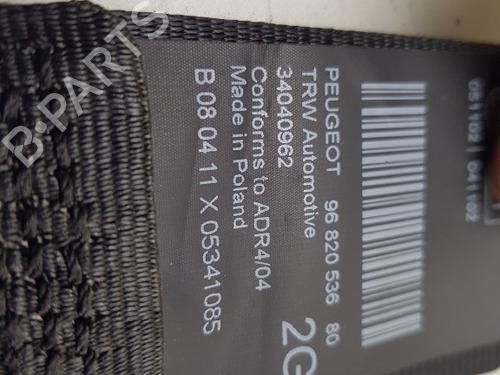 PEUGEOT 96 820 536 80
TRW Automotive
34040962 2G
Conforms to ADR4/04
Made in Poland
B 08 04 11 X 05341085
B-PARTS